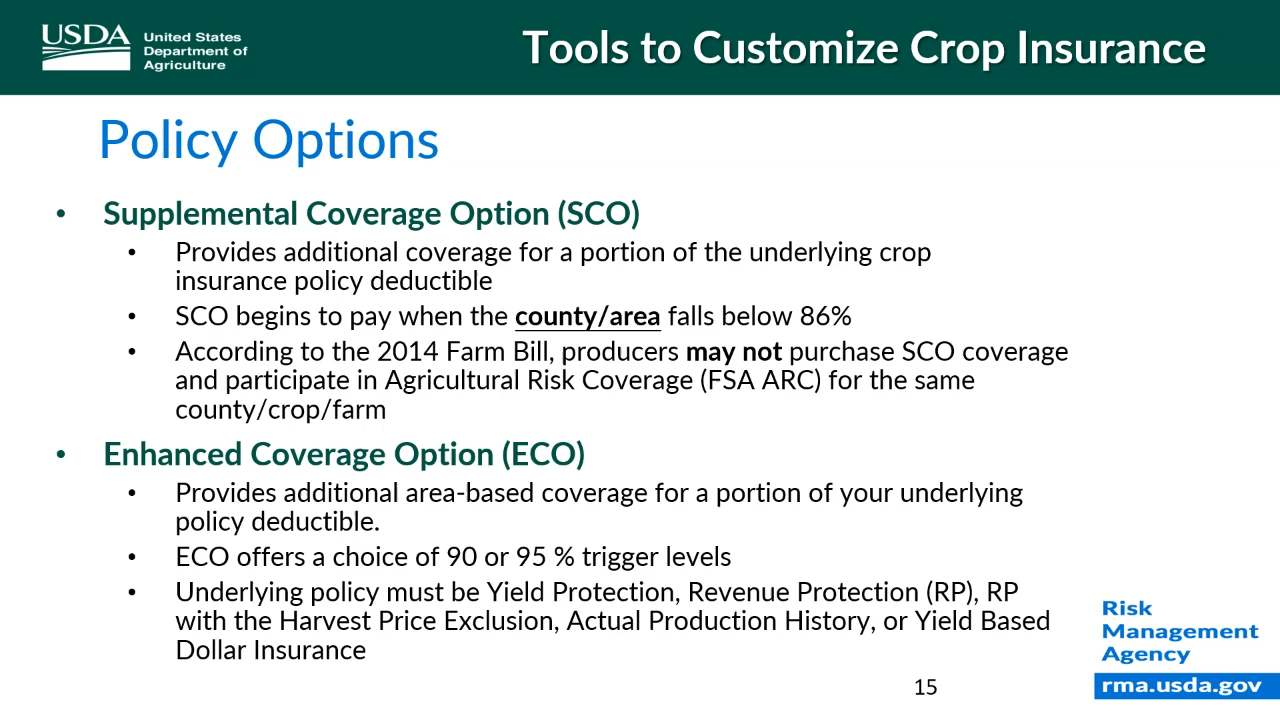 USDA
United States
Department of
Agriculture
Tools to Customize Crop Insurance
Policy Options
• Supplemental Coverage Option (SCO)
• Provides additional coverage for a portion of the underlying crop
insurance policy deductible
• SCO begins to pay when the county/area falls below 86%
• According to the 2014 Farm Bill, producers may not purchase SCO coverage
and participate in Agricultural Risk Coverage (FSA ARC) for the same
county/crop/farm
• Enhanced Coverage Option (ECO)
• Provides additional area-based coverage for a portion of your underlying
policy deductible.
• ECO offers a choice of 90 or 95 % trigger levels
• Underlying policy must be Yield Protection, Revenue Protection (RP), RP
with the Harvest Price Exclusion, Actual Production History, or Yield Based
Dollar Insurance
Risk
Management
Agency
rma.usda.gov
15